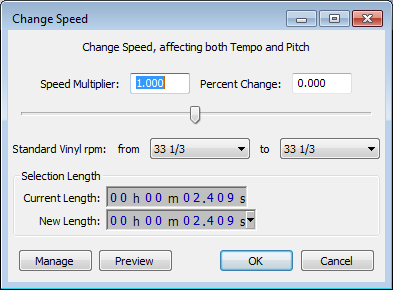 Change Speed
Change Speed, affecting both Tempo and Pitch
Speed Multiplier: 1.000 Percent Change: 0.000
Standard Vinyl rpm: from 33 1/3 to 33 1/3
Selection Length
Current Length: 00 h 00 m 02.409 s
New Length: 00 h 00 m 02.409 s
Manage Preview OK Cancel